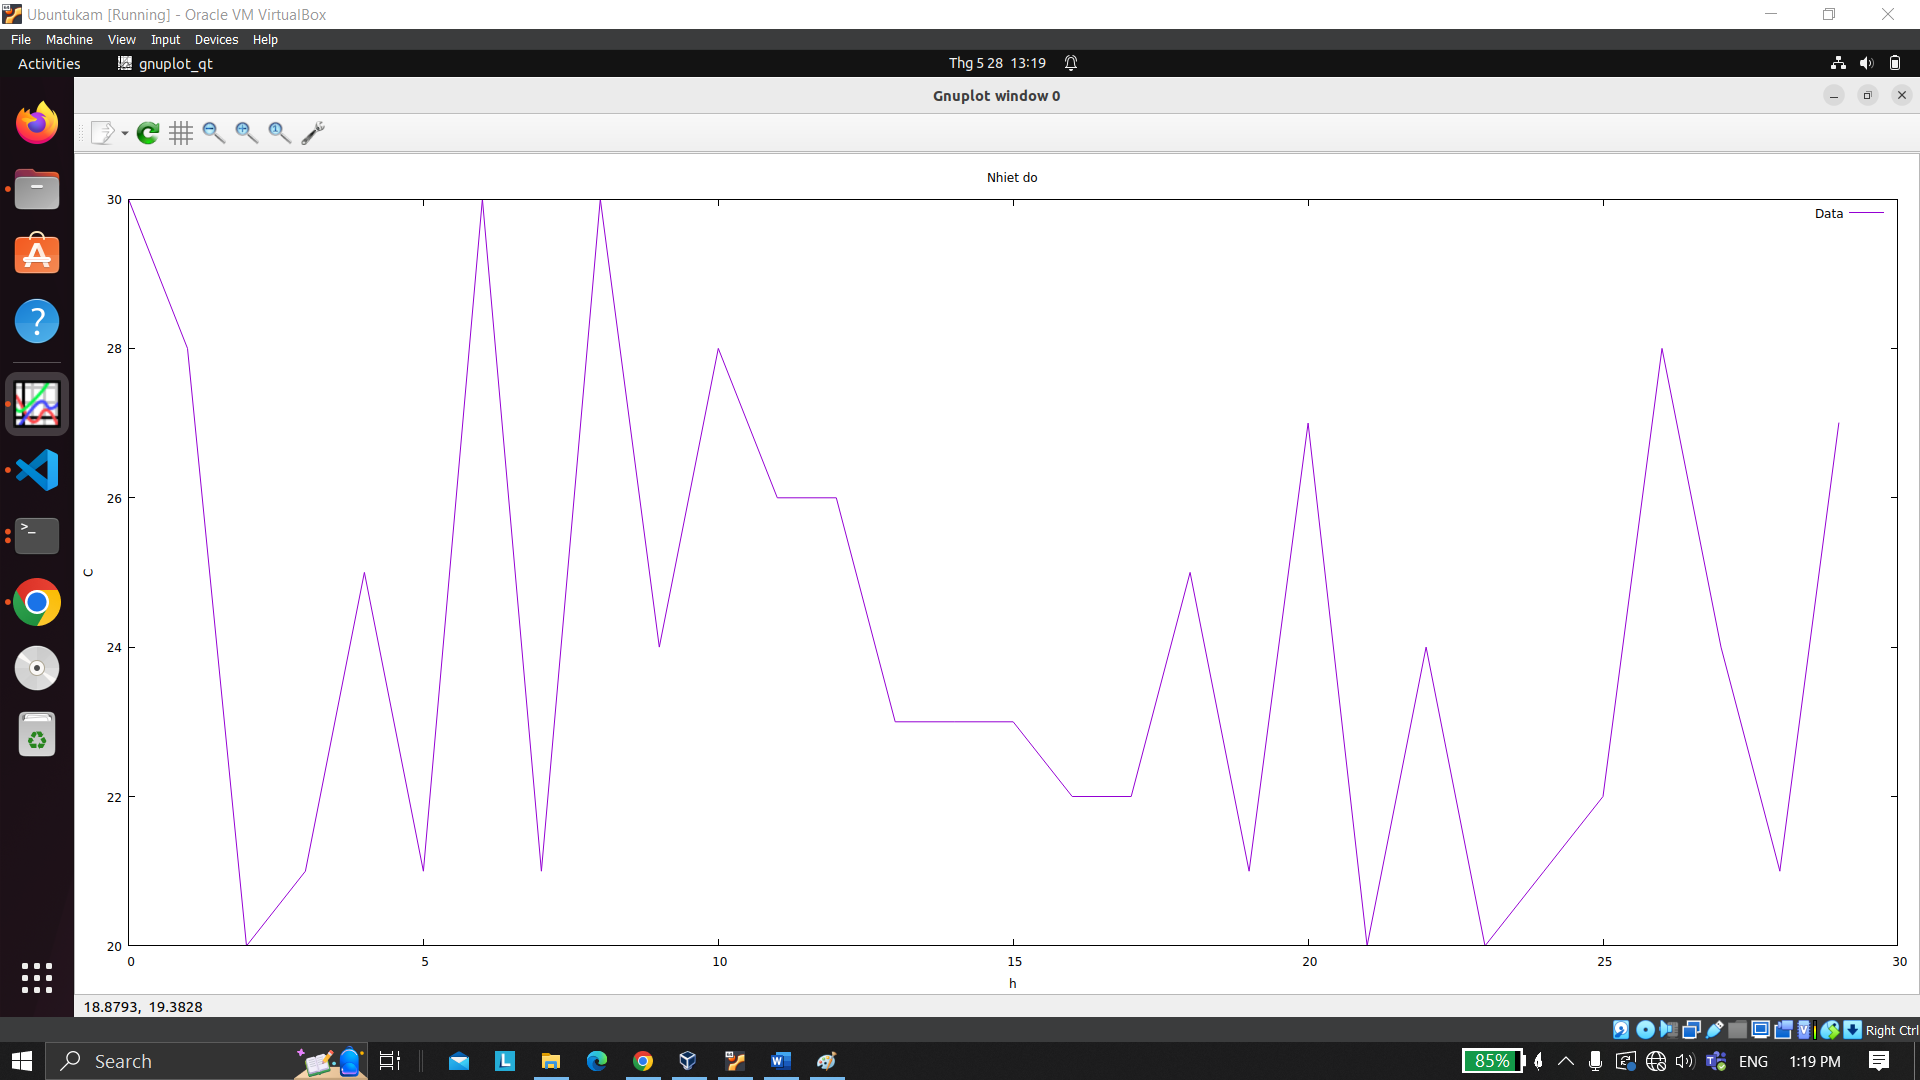 Ubuntukam [Running] - Oracle VM VirtualBox
File Machine View Input Devices Help
Activities gnuplot_qt Thg 5 28 13:19
Gnuplot window 0
Nhiet do
Data
30
28
26
24
22
20
C
0 5 10 15 20 25 30
h
18.8793, 19.3828
Right Ctrl
Search
85%
ENG
1:19 PM